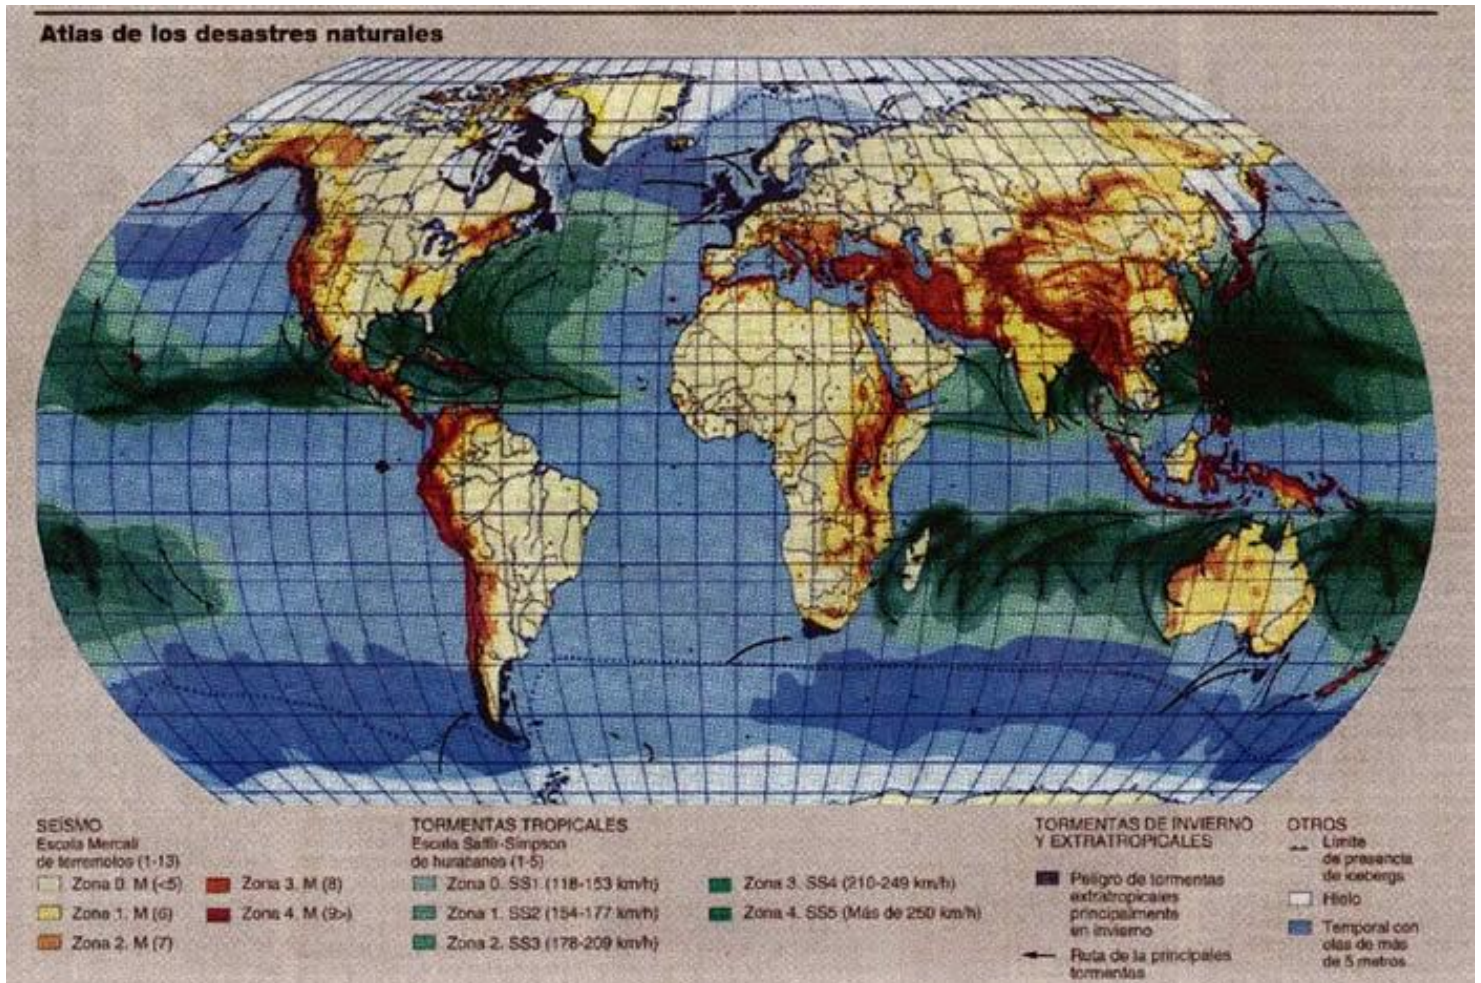 Atlas de los desastres naturales
SEÍSMO
Escala Mercali
de terremotos (1-13)
Zona 0. M (<5)
Zona 1. M (6)
Zona 2. M (7)
Zona 3. M (8)
Zona 4. M (9>)
TORMENTAS TROPICALES
Escala Saffir-Simpson
de huracanes (1-5)
Zona 0. SS1 (118-153 km/h)
Zona 1. SS2 (154-177 km/h)
Zona 2. SS3 (178-209 km/h)
Zona 3. SS4 (210-249 km/h)
Zona 4. SS5 (Más de 250 km/h)
TORMENTAS DE INVIERNO
Y EXTRATROPICALES
Peligro de tormentas
extratropicales
principalmente
en invierno
Ruta de la principales
tormentas
OTROS
Límite
de presencia
de icebergs
Hielo
Temporal con
olas de más
de 5 metros